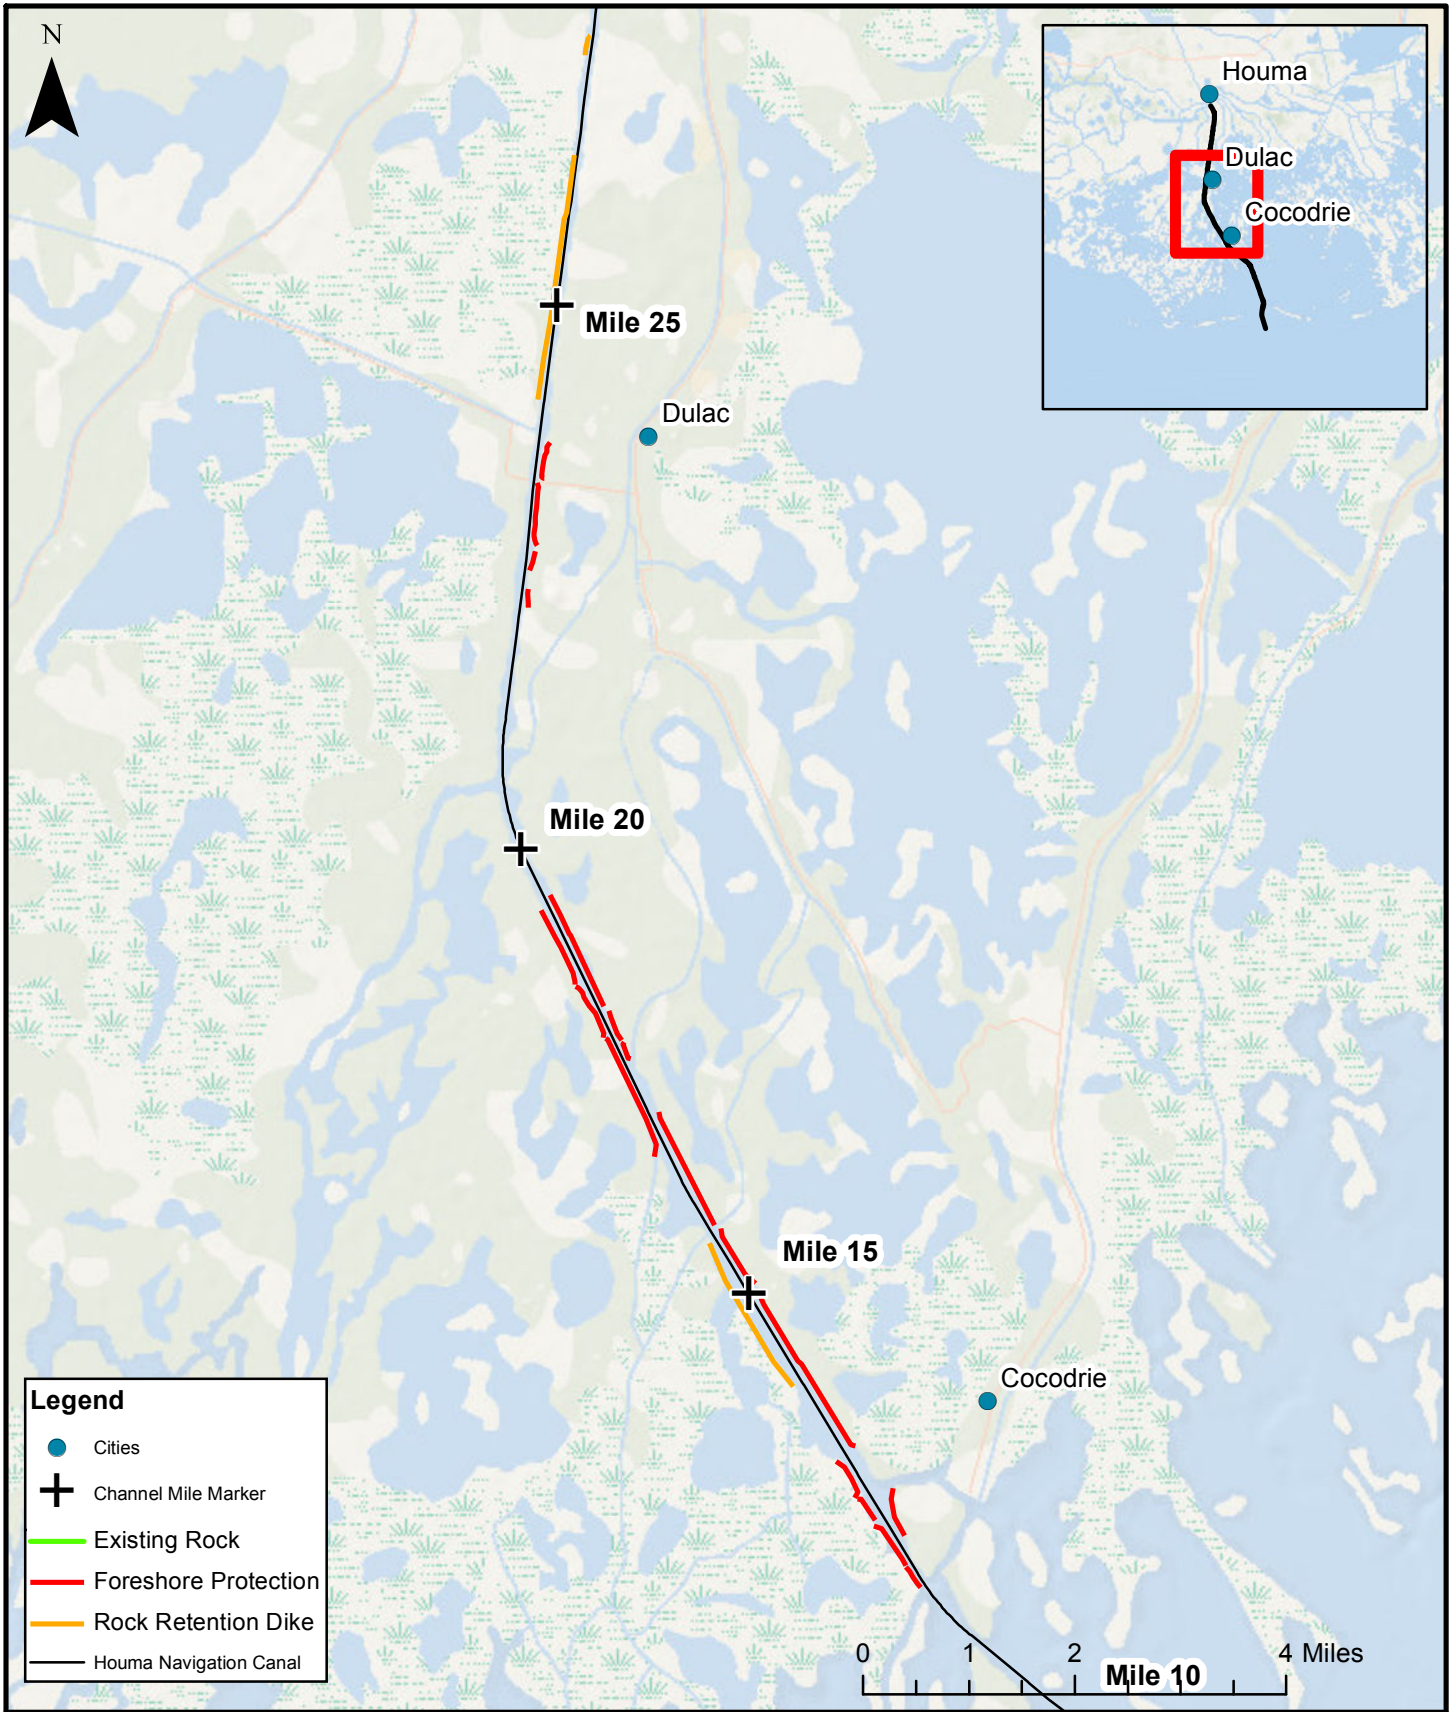 N
Houma
Dulac
Cocodrie
Mile 25
Dulac
Mile 20
Mile 15
Cocodrie
Legend
Cities
Channel Mile Marker
Existing Rock
Foreshore Protection
Rock Retention Dike
Houma Navigation Canal
0 1 2 4 Miles
Mile 10